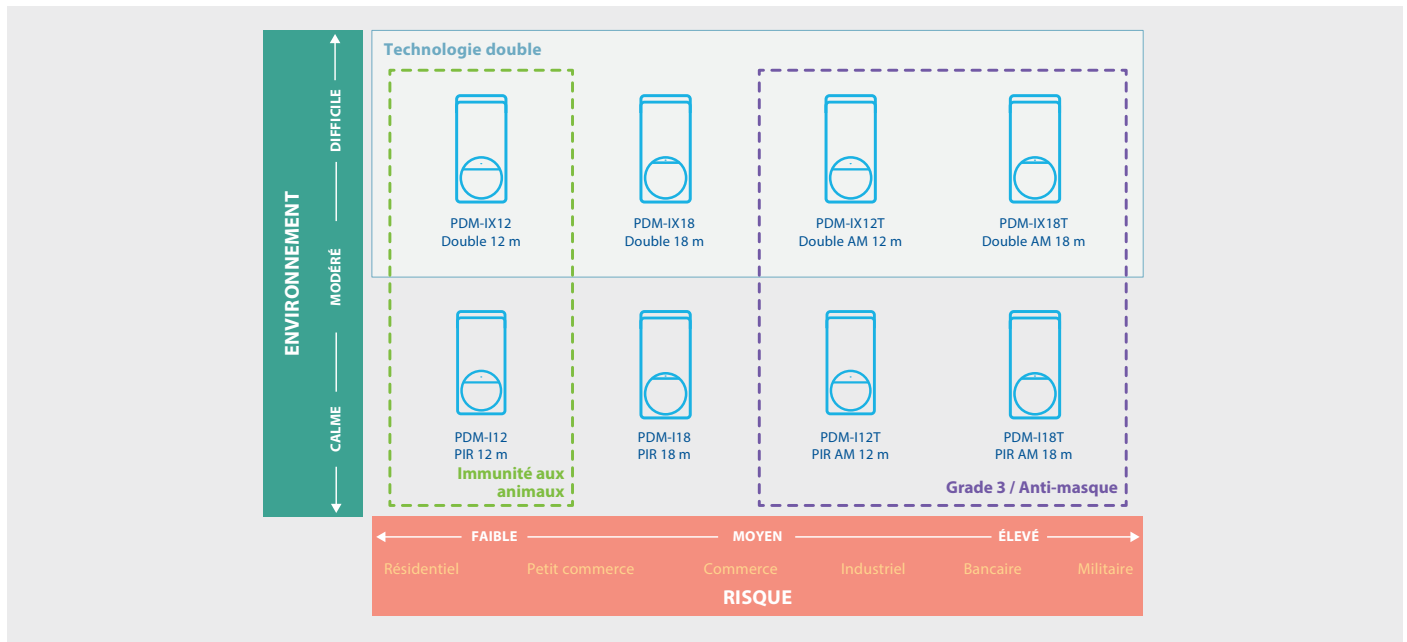 Technologie double
ENVIRONNEMENT
DIFFICILE
MODÉRÉ
CALME
PDM-IX12
Double 12 m
PDM-IX18
Double 18 m
PDM-IX12T
Double AM 12 m
PDM-IX18T
Double AM 18 m
PDM-I12
PIR 12 m
PDM-I18
PIR 18 m
PDM-I12T
PIR AM 12 m
PDM-I18T
PIR AM 18 m
Immunité aux
animaux
Grade 3 / Anti-masque
FAIBLE MOYEN ÉLEVÉ
Résidentiel Petit commerce Commerce Industriel Bancaire Militaire
RISQUE